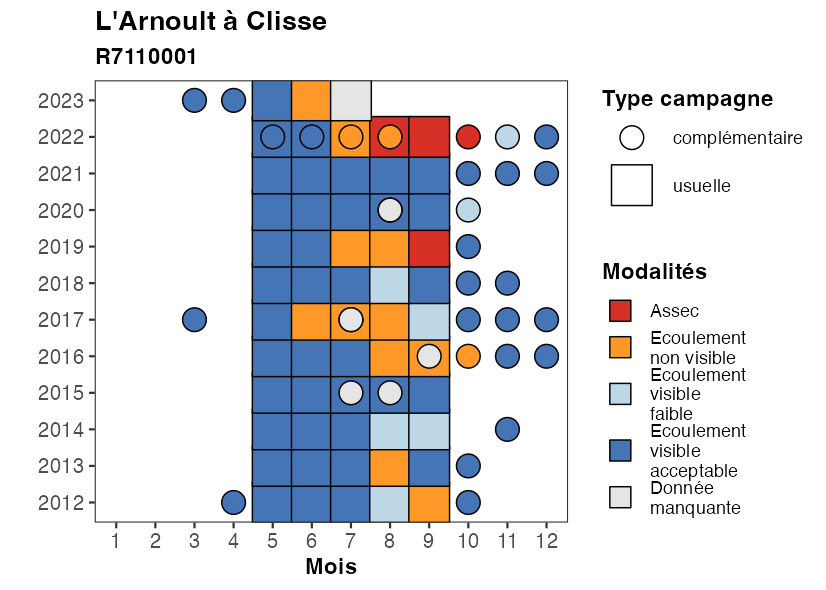 L'Arnoult à Clisse
R7110001
2023
2022
2021
2020
2019
2018
2017
2016
2015
2014
2013
2012
1 2 3 4 5 6 7 8 9 10 11 12
Mois
Type campagne
complémentaire
usuelle
Modalités
Assec
Ecoulement
non visible
Ecoulement
visible
faible
Ecoulement
visible
acceptable
Donnée
manquante